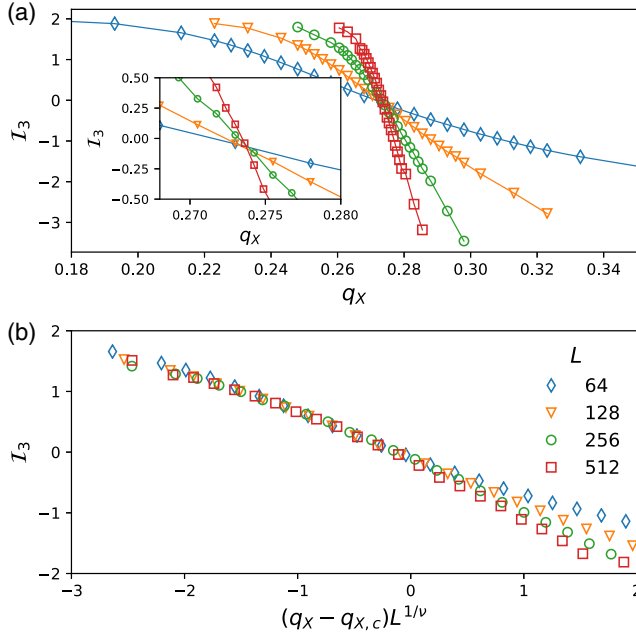 (a)
2
1
0
−1
−2
−3
I₃
0.50
0.25
0.00
−0.25
−0.50
I₃
0.270 0.275 0.280
qX
0.18 0.20 0.22 0.24 0.26 0.28 0.30 0.32 0.34
qX
(b)
2
1
0
−1
−2
I₃
L
64
128
256
512
−3 −2 −1 0 1 2
(qX − qX,c)L^{1/ν}